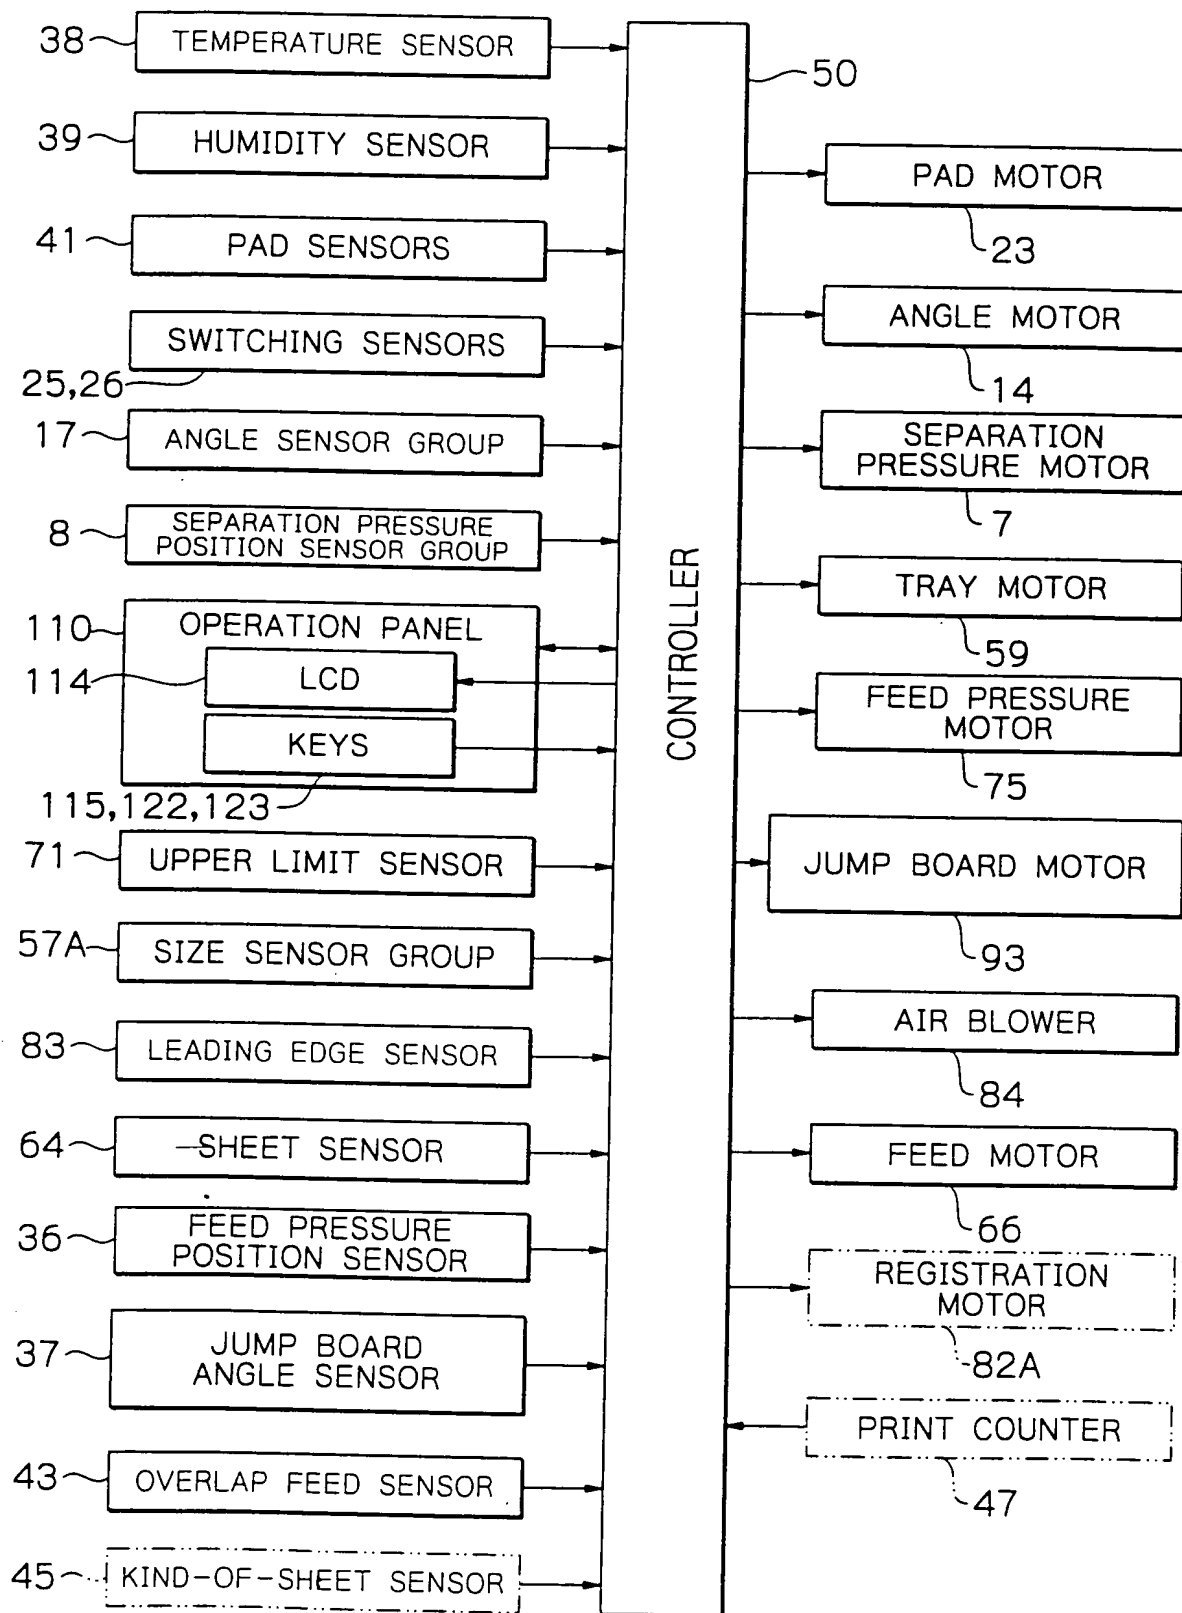 38
TEMPERATURE SENSOR
50
39
HUMIDITY SENSOR
PAD MOTOR
23
41
PAD SENSORS
ANGLE MOTOR
14
SWITCHING SENSORS
25,26
17
ANGLE SENSOR GROUP
SEPARATION
PRESSURE MOTOR
7
8
SEPARATION PRESSURE
POSITION SENSOR GROUP
CONTROLLER
TRAY MOTOR
59
110
OPERATION PANEL
114
LCD
KEYS
115,122,123
FEED PRESSURE
MOTOR
75
71
UPPER LIMIT SENSOR
JUMP BOARD MOTOR
93
57A
SIZE SENSOR GROUP
83
LEADING EDGE SENSOR
AIR BLOWER
84
64
SHEET SENSOR
FEED MOTOR
66
36
FEED PRESSURE
POSITION SENSOR
REGISTRATION
MOTOR
82A
37
JUMP BOARD
ANGLE SENSOR
PRINT COUNTER
47
43
OVERLAP FEED SENSOR
45
KIND-OF-SHEET SENSOR